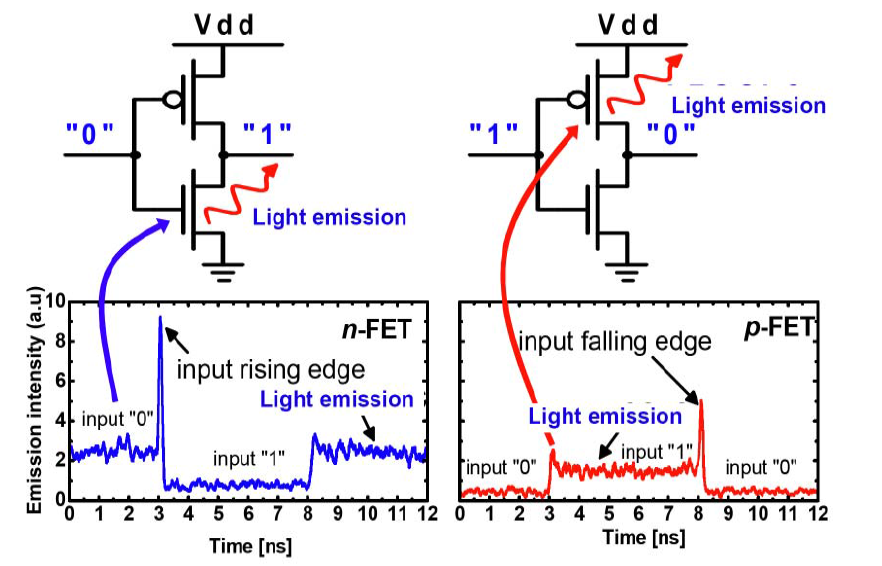 Vdd
Vdd
Light emission
"0"
"1"
"1"
"0"
Light emission
Emission intensity (a.u)
10
8
6
4
2
0
n-FET
input rising edge
Light emission
input "0"
input "1"
0 1 2 3 4 5 6 7 8 9 10 11 12
Time [ns]
p-FET
input falling edge
Light emission
input "0"
input "1"
input "0"
0 1 2 3 4 5 6 7 8 9 10 11 12
Time [ns]